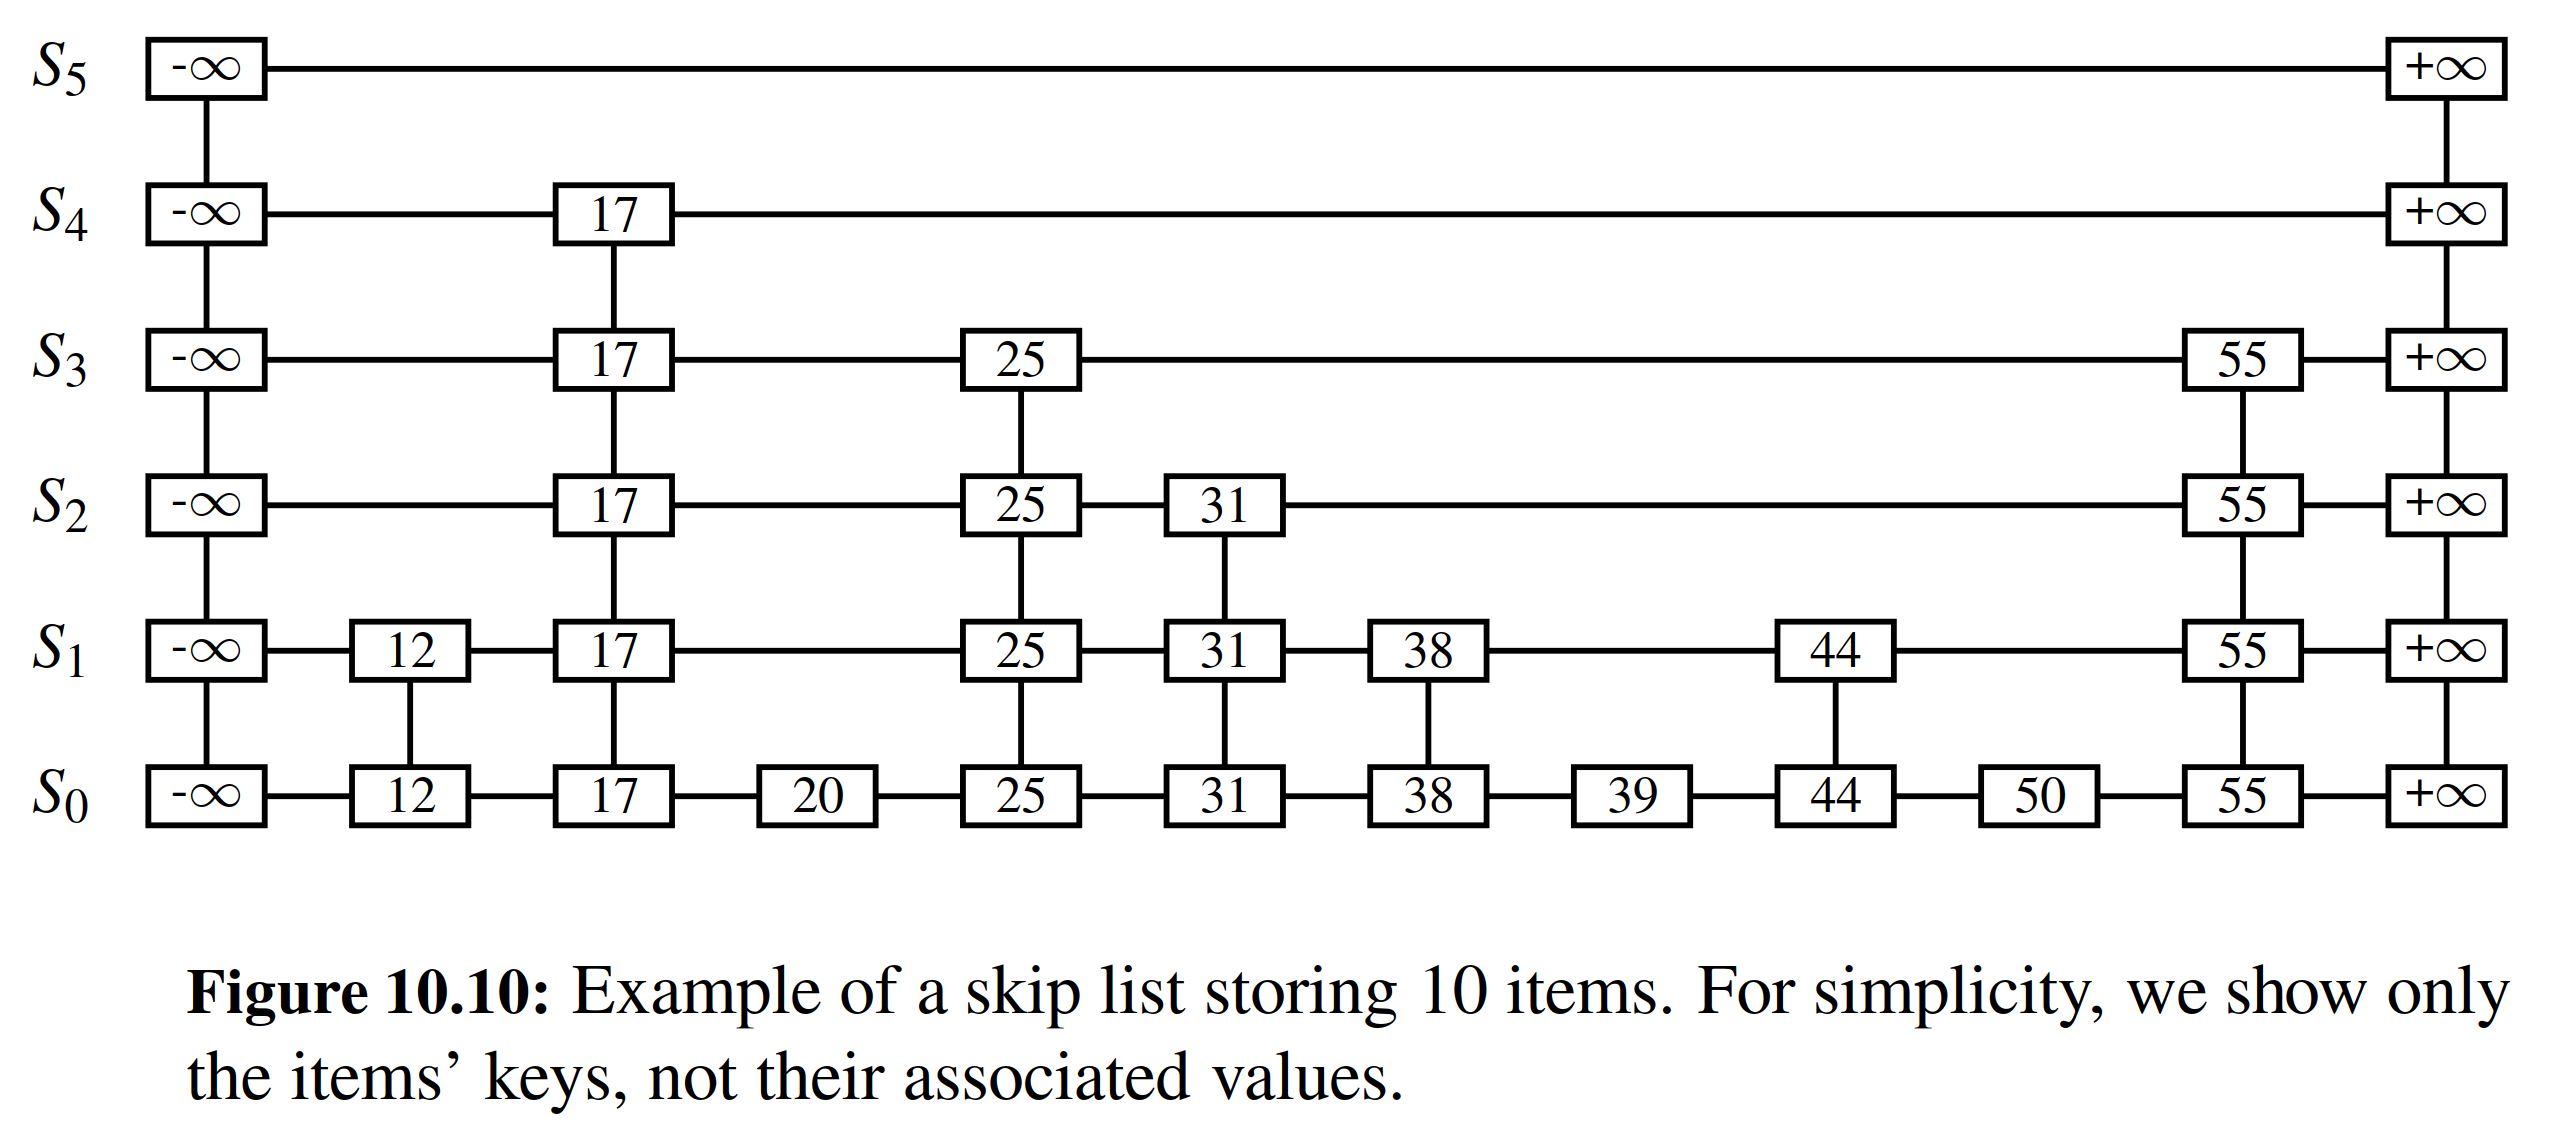 S5 -∞ +∞
S4 -∞ 17 +∞
S3 -∞ 17 25 55 +∞
S2 -∞ 17 25 31 55 +∞
S1 -∞ 12 17 25 31 38 44 55 +∞
S0 -∞ 12 17 20 25 31 38 39 44 50 55 +∞
Figure 10.10: Example of a skip list storing 10 items. For simplicity, we show only
the items’ keys, not their associated values.